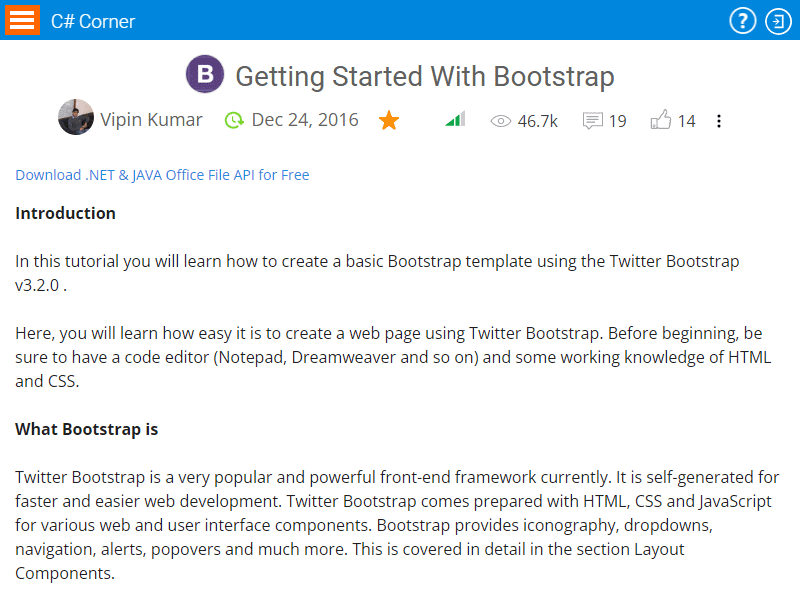 C# Corner
?
B Getting Started With Bootstrap
Vipin Kumar Dec 24, 2016 46.7k 19 14
Download .NET & JAVA Office File API for Free
Introduction
In this tutorial you will learn how to create a basic Bootstrap template using the Twitter Bootstrap
v3.2.0 .
Here, you will learn how easy it is to create a web page using Twitter Bootstrap. Before beginning, be
sure to have a code editor (Notepad, Dreamweaver and so on) and some working knowledge of HTML
and CSS.
What Bootstrap is
Twitter Bootstrap is a very popular and powerful front-end framework currently. It is self-generated for
faster and easier web development. Twitter Bootstrap comes prepared with HTML, CSS and JavaScript
for various web and user interface components. Bootstrap provides iconography, dropdowns,
navigation, alerts, popovers and much more. This is covered in detail in the section Layout
Components.